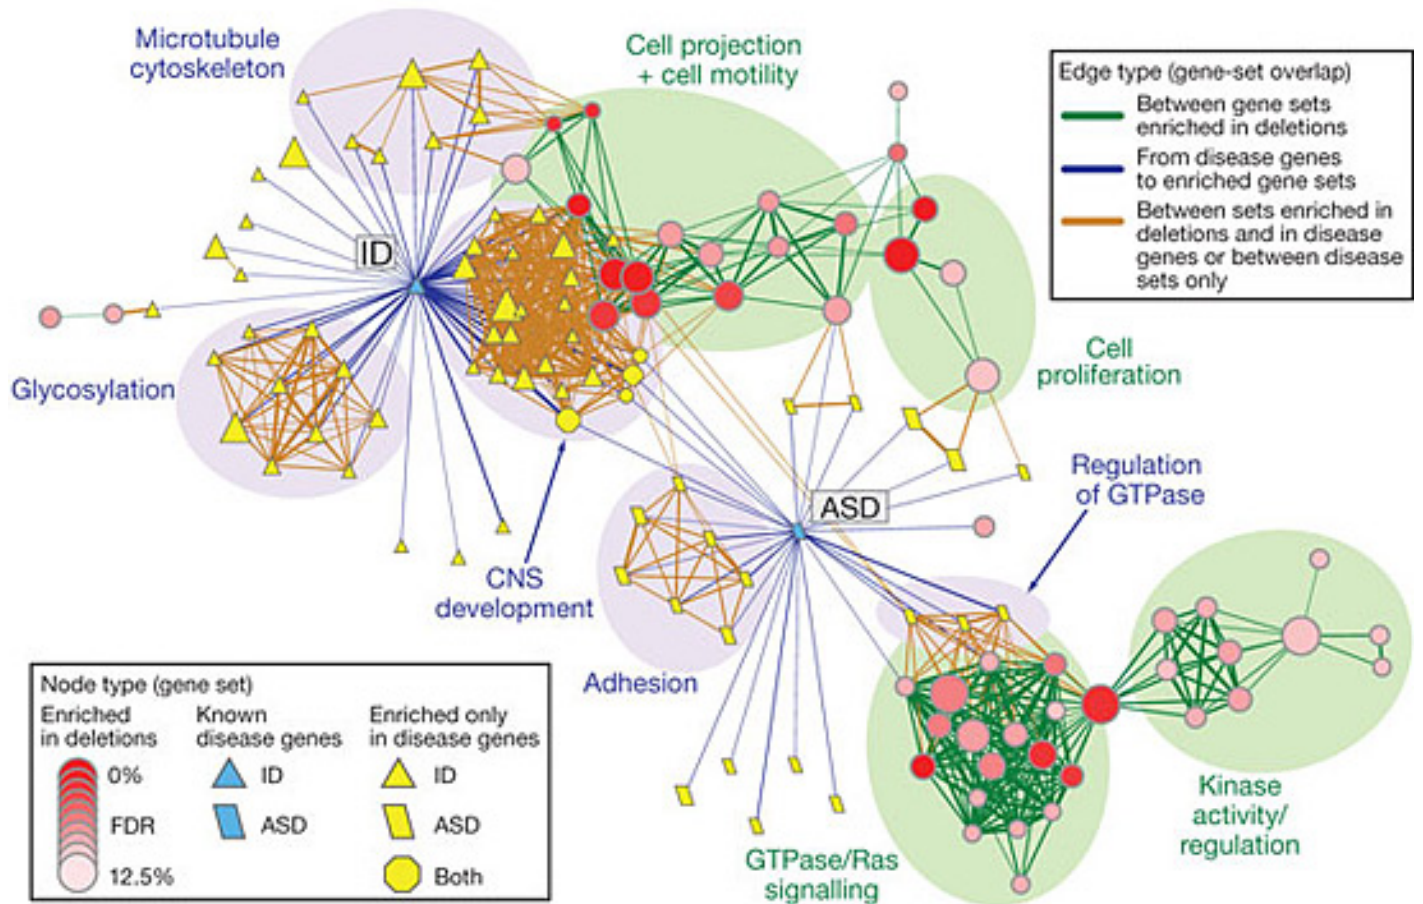 Microtubule
cytoskeleton
Cell projection
+ cell motility
Edge type (gene-set overlap)
Between gene sets
enriched in deletions
From disease genes
to enriched gene sets
Between sets enriched in
deletions and in disease
genes or between disease
sets only
ID
Glycosylation
Cell
proliferation
Regulation
of GTPase
ASD
CNS
development
Adhesion
Node type (gene set)
Enriched
in deletions
Known
disease genes
Enriched only
in disease genes
0%
ID
ID
FDR
ASD
ASD
12.5%
Both
GTPase/Ras
signalling
Kinase
activity/
regulation